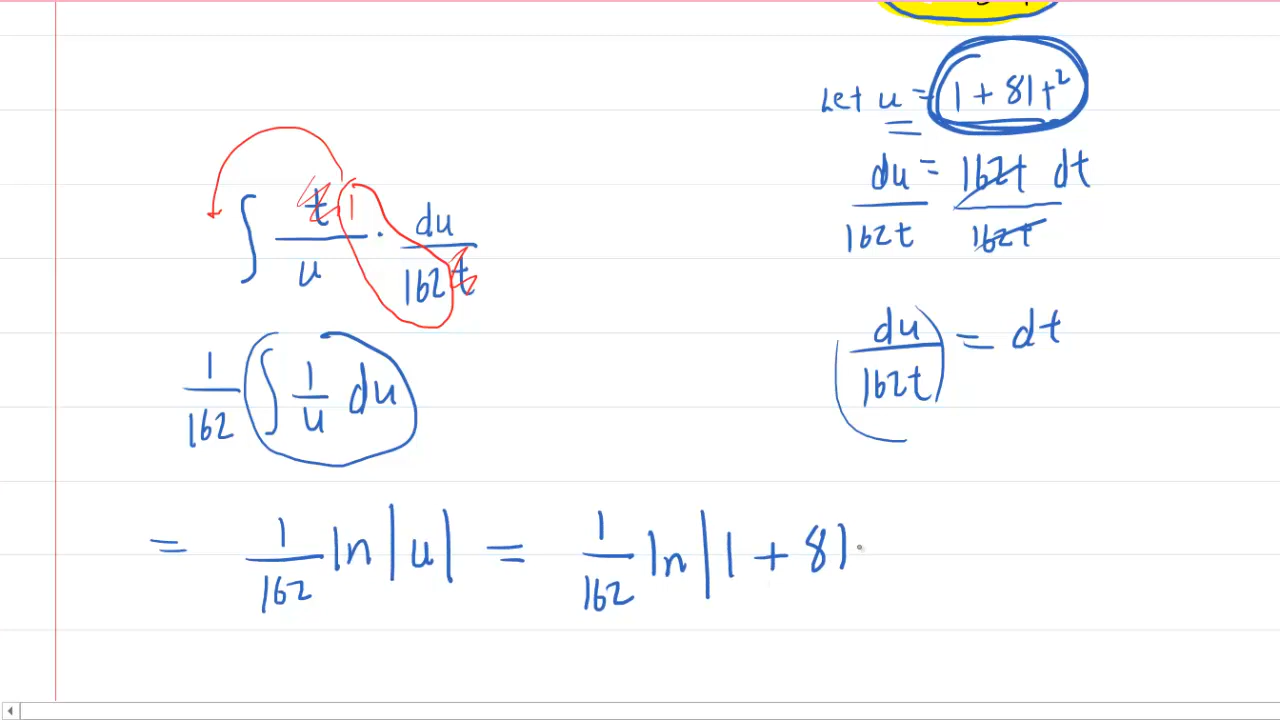 Let u = 1 + 81t²
du = 162t dt
162t 162t
∫ t 1 / u · du / 162t
du / 162t = dt
1/162 ∫ 1/u du
= 1/162 ln|u| = 1/162 ln|1 + 81